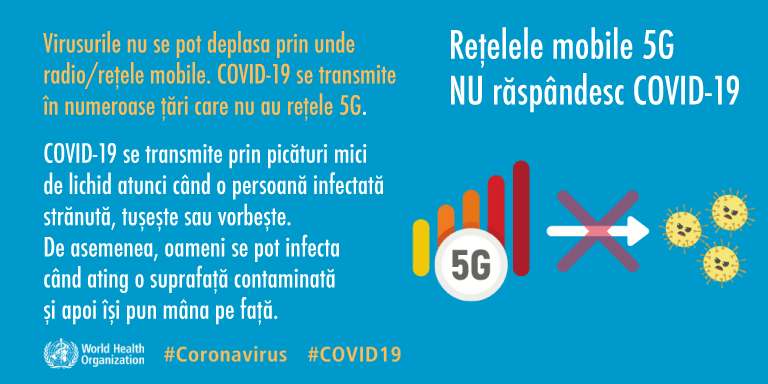 Virusurile nu se pot deplasa prin unde
radio/rețele mobile. COVID-19 se transmite
în numeroase țări care nu au rețele 5G.
COVID-19 se transmite prin picături mici
de lichid atunci când o persoană infectată
strănută, tușește sau vorbește.
De asemenea, oameni se pot infecta
când ating o suprafață contaminată
și apoi își pun mâna pe față.
World Health
Organization
#Coronavirus #COVID19
Rețelele mobile 5G
NU răspândesc COVID-19
5G